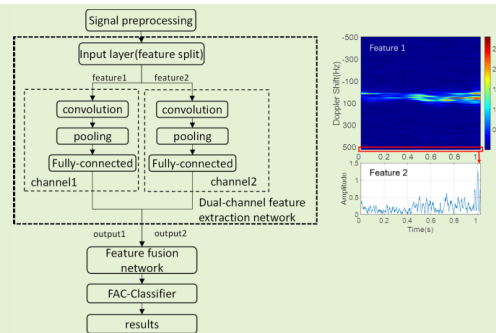 Signal preprocessing
Input layer(feature split)
feature1
feature2
convolution
pooling
Fully-connected
channel1
convolution
pooling
Fully-connected
channel2
Dual-channel feature
extraction network
output1
output2
Feature fusion
network
FAC-Classifier
results
Feature 1
Doppler Shift(Hz)
-500
-300
-100
100
300
500
0 0.2 0.4 0.6 0.8 1
Feature 2
Amplitude
1.5
1
0.5
0
0 0.2 0.4 0.6 0.8 1
Time(s)